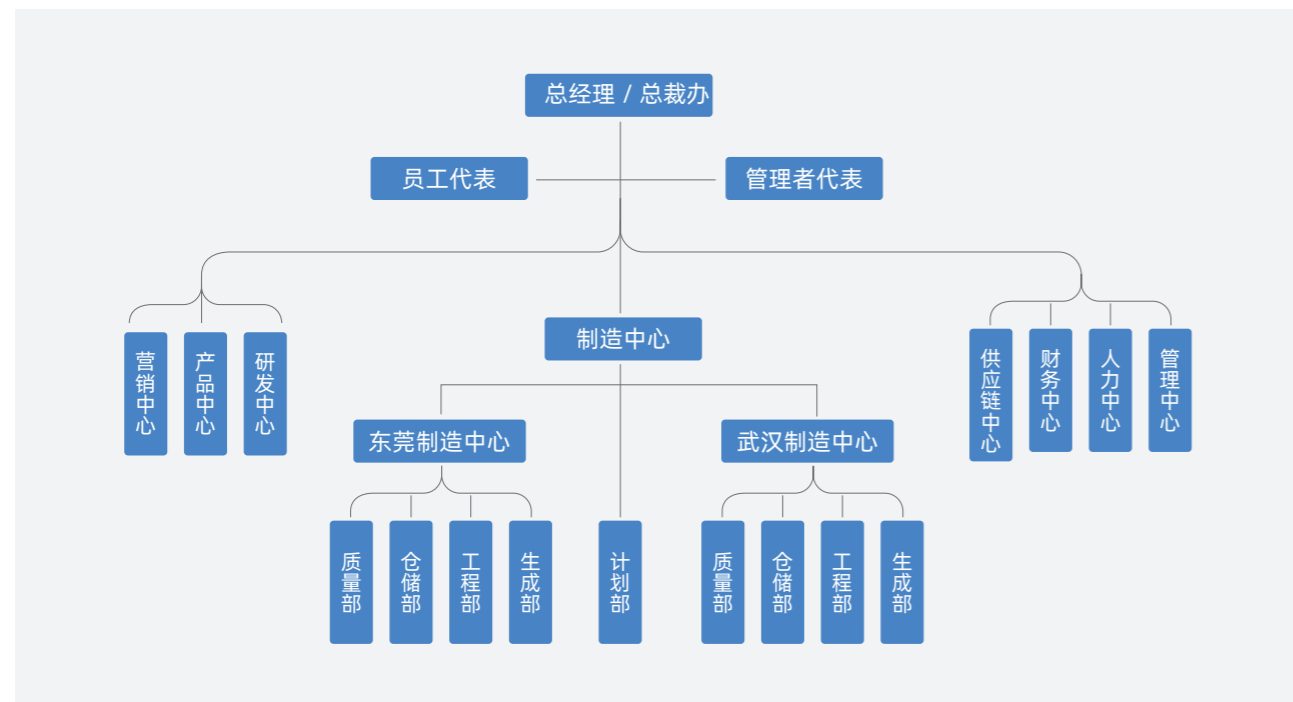 总经理 / 总裁办
员工代表
管理者代表
制造中心
营销中心
产品中心
研发中心
供应链中心
财务中心
人力中心
管理中心
东莞制造中心
武汉制造中心
质量部
仓储部
工程部
生成部
计划部
质量部
仓储部
工程部
生成部